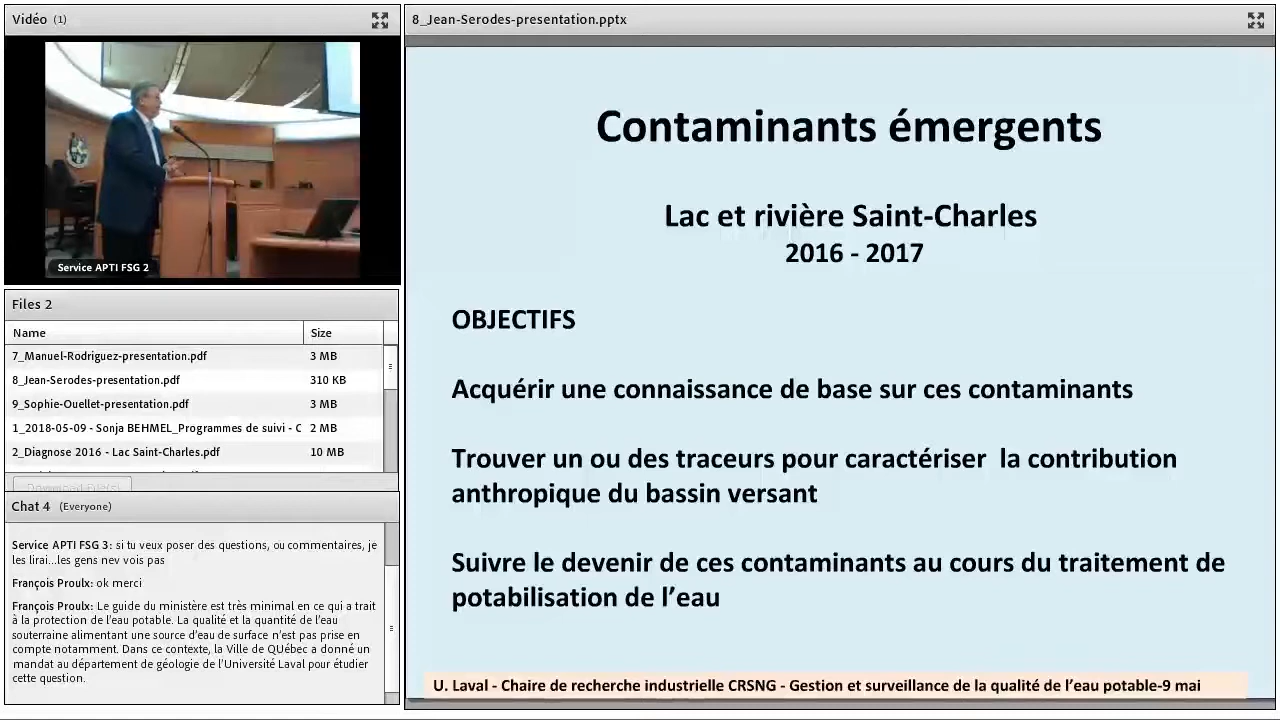 Vidéo (1)
Service APTI FSG 2
Files 2
Name Size
7_Manuel-Rodriguez-presentation.pdf 3 MB
8_Jean-Serodes-presentation.pdf 310 KB
9_Sophie-Ouellet-presentation.pdf 3 MB
1_2018-05-09 - Sonja BEHMEL_Programmes de suivi - C 2 MB
2_Diagnose 2016 - Lac Saint-Charles.pdf 10 MB
Download File(s)
Chat 4 (Everyone)
Service APTI FSG 3: si tu veux poser des questions, ou commentaires, je
les lirai...les gens nev vois pas
François Proulx: ok merci
François Proulx: Le guide du ministère est très minimal en ce qui a trait
à la protection de l'eau potable. La qualité et la quantité de l'eau
souterraine alimentant une source d'eau de surface n'est pas prise en
compte notamment. Dans ce contexte, la Ville de QUébec a donné un
mandat au département de géologie de l'Université Laval pour étudier
cette question.
8_Jean-Serodes-presentation.pptx
Contaminants émergents
Lac et rivière Saint-Charles
2016 - 2017
OBJECTIFS
Acquérir une connaissance de base sur ces contaminants
Trouver un ou des traceurs pour caractériser la contribution
anthropique du bassin versant
Suivre le devenir de ces contaminants au cours du traitement de
potabilisation de l'eau
U. Laval - Chaire de recherche industrielle CRSNG - Gestion et surveillance de la qualité de l'eau potable-9 mai